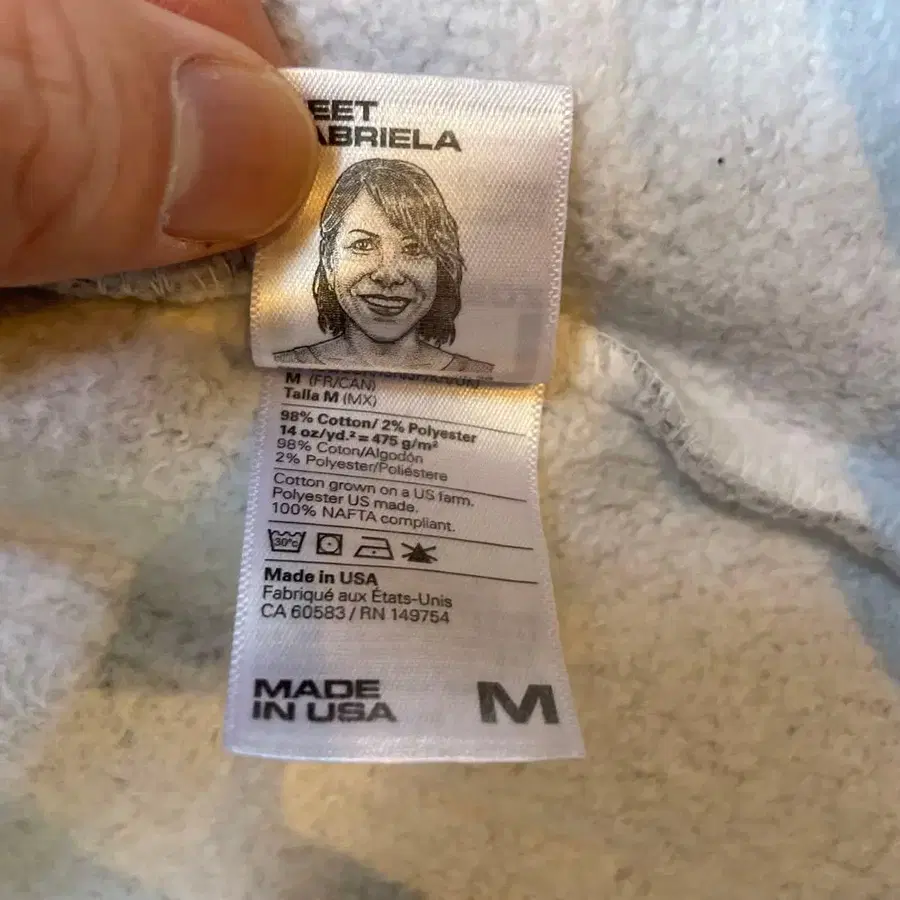 EET
ABRIELA
M (FR/CAN)
Talla M (MX)
98% Cotton/ 2% Polyester
14 oz/yd.² = 475 g/m²
98% Coton/Algodón
2% Polyester/Poliéstere
Cotton grown on a US farm.
Polyester US made.
100% NAFTA compliant.
30°C
Made in USA
Fabriqué aux États-Unis
CA 60583 / RN 149754
MADE
IN USA
M